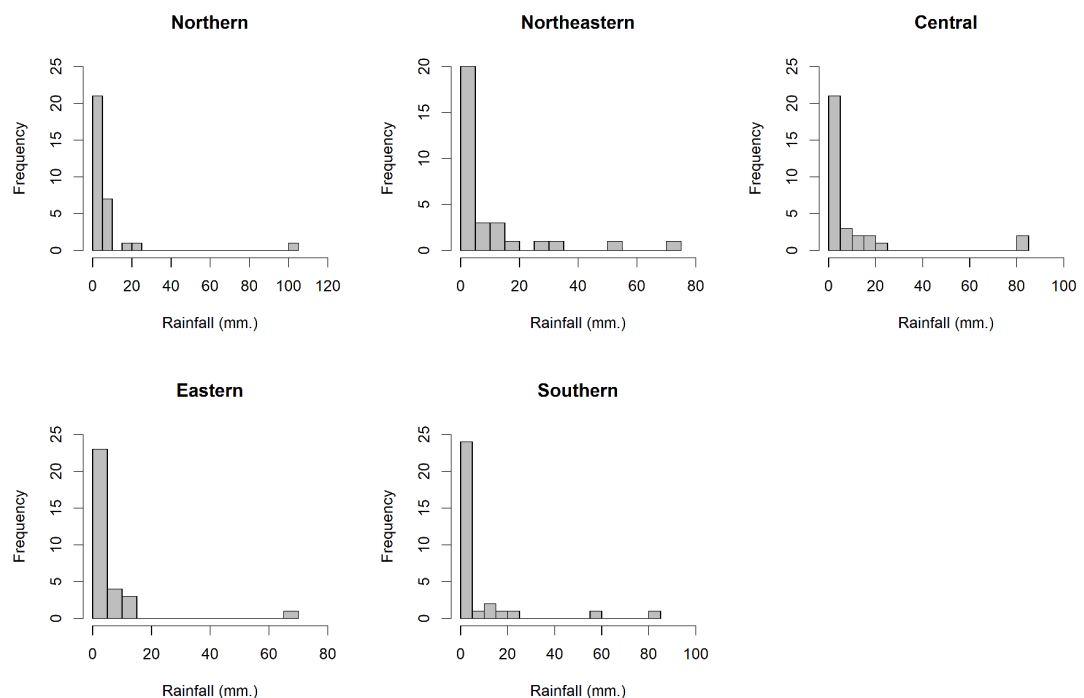 Northern
Frequency
0 5 10 15 20 25
0 20 40 60 80 100 120
Rainfall (mm.)
Northeastern
Frequency
0 5 10 15 20
0 20 40 60 80
Rainfall (mm.)
Central
Frequency
0 5 10 15 20 25
0 20 40 60 80 100
Rainfall (mm.)
Eastern
Frequency
0 5 10 15 20 25
0 20 40 60 80
Rainfall (mm.)
Southern
Frequency
0 5 10 15 20 25
0 20 40 60 80 100
Rainfall (mm.)